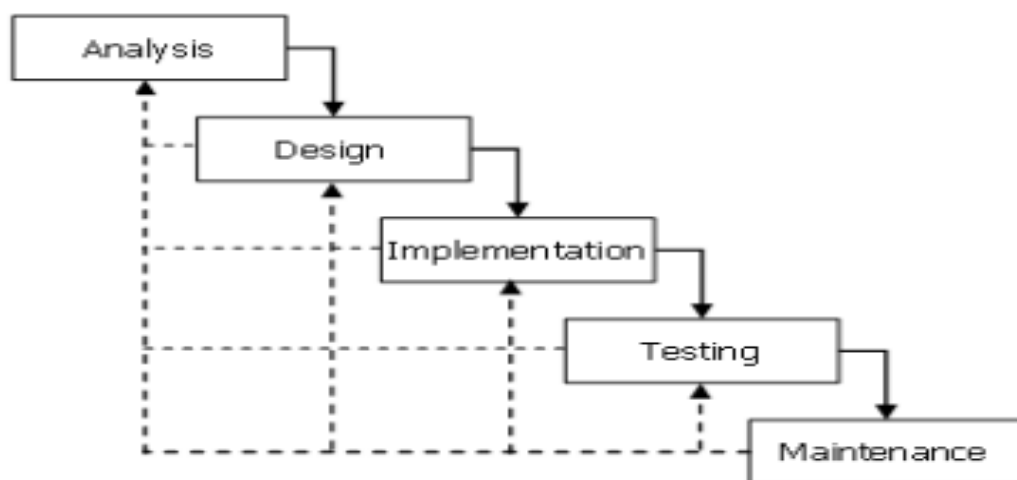 Analysis
Design
Implementation
Testing
Maintenance